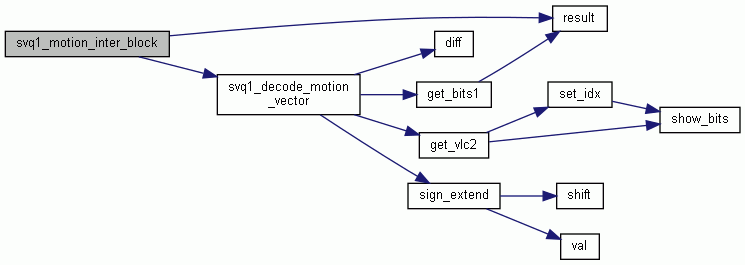 result
svq1_motion_inter_block
diff
svq1_decode_motion
_vector
get_bits1
set_idx
show_bits
get_vlc2
sign_extend
shift
val